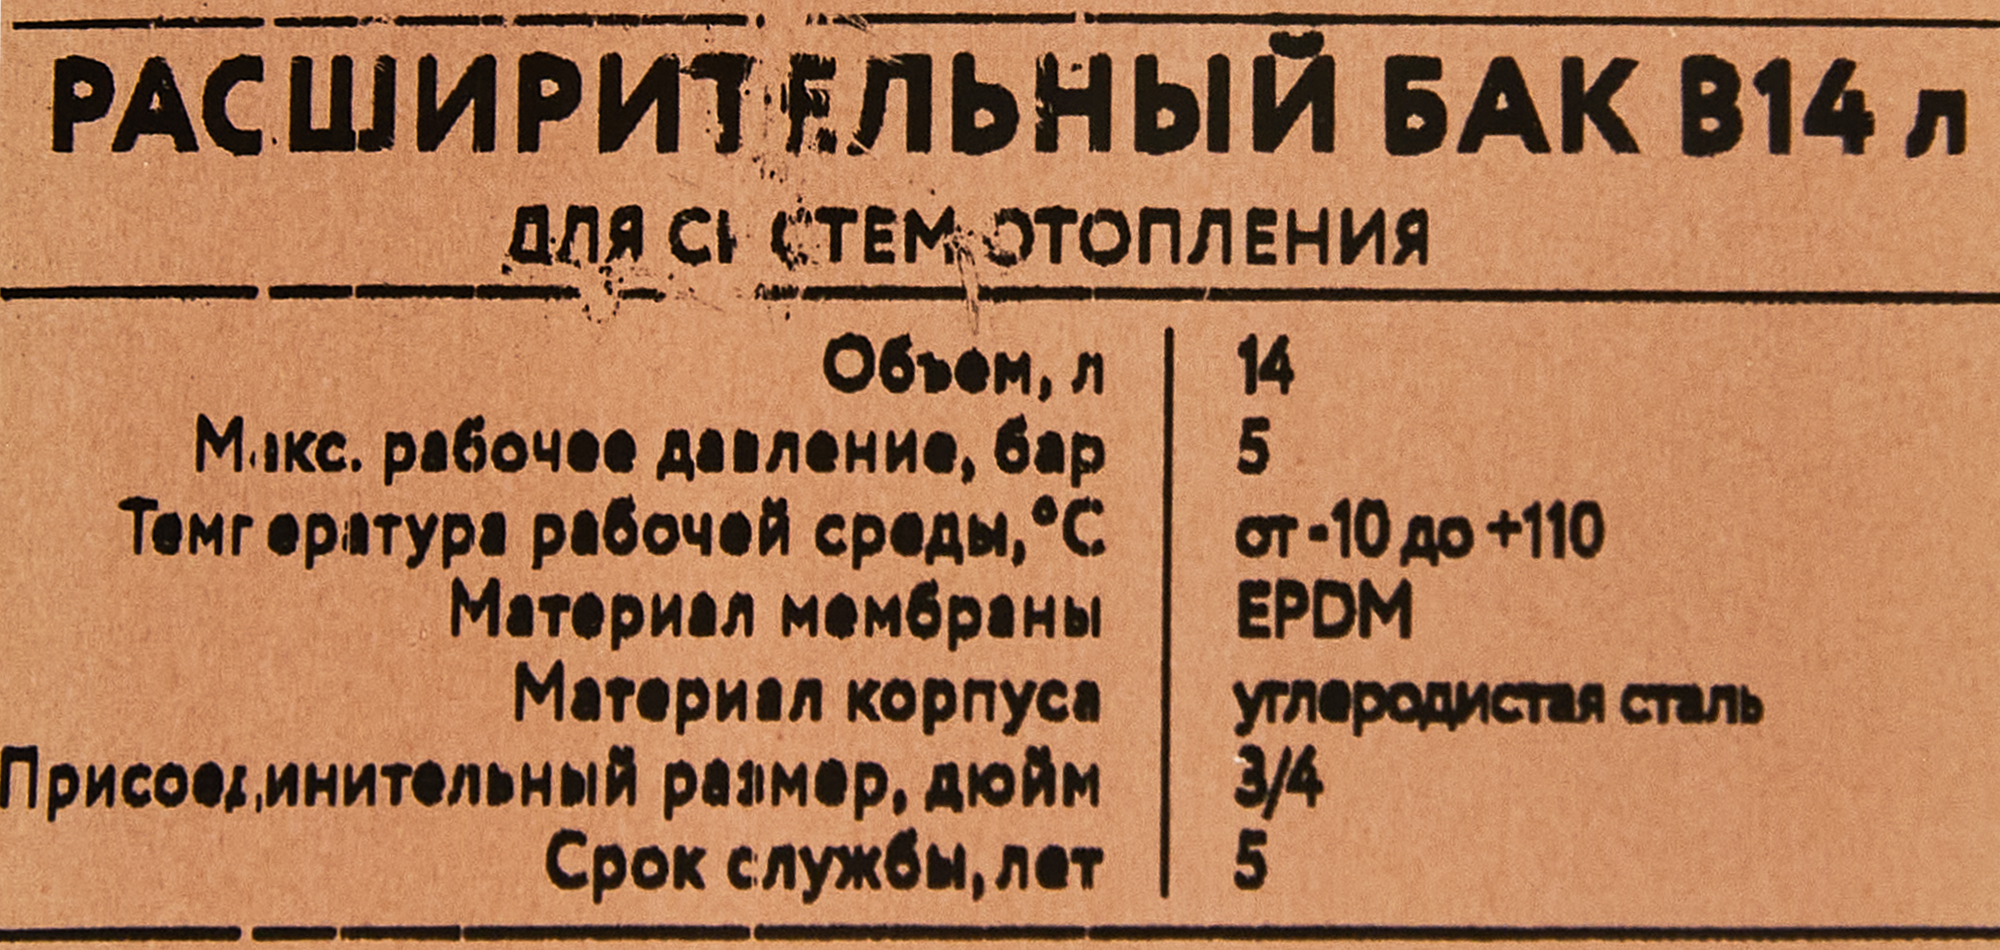 РАСШИРИТЕЛЬНЫЙ БАК В14 л
ДЛЯ СИСТЕМ ОТОПЛЕНИЯ
Объем, л 14
Макс. рабочее давление, бар 5
Температура рабочей среды, °С от -10 до +110
Материал мембраны EPDM
Материал корпуса углеродистая сталь
Присоединительный размер, дюйм 3/4
Срок службы, лет 5